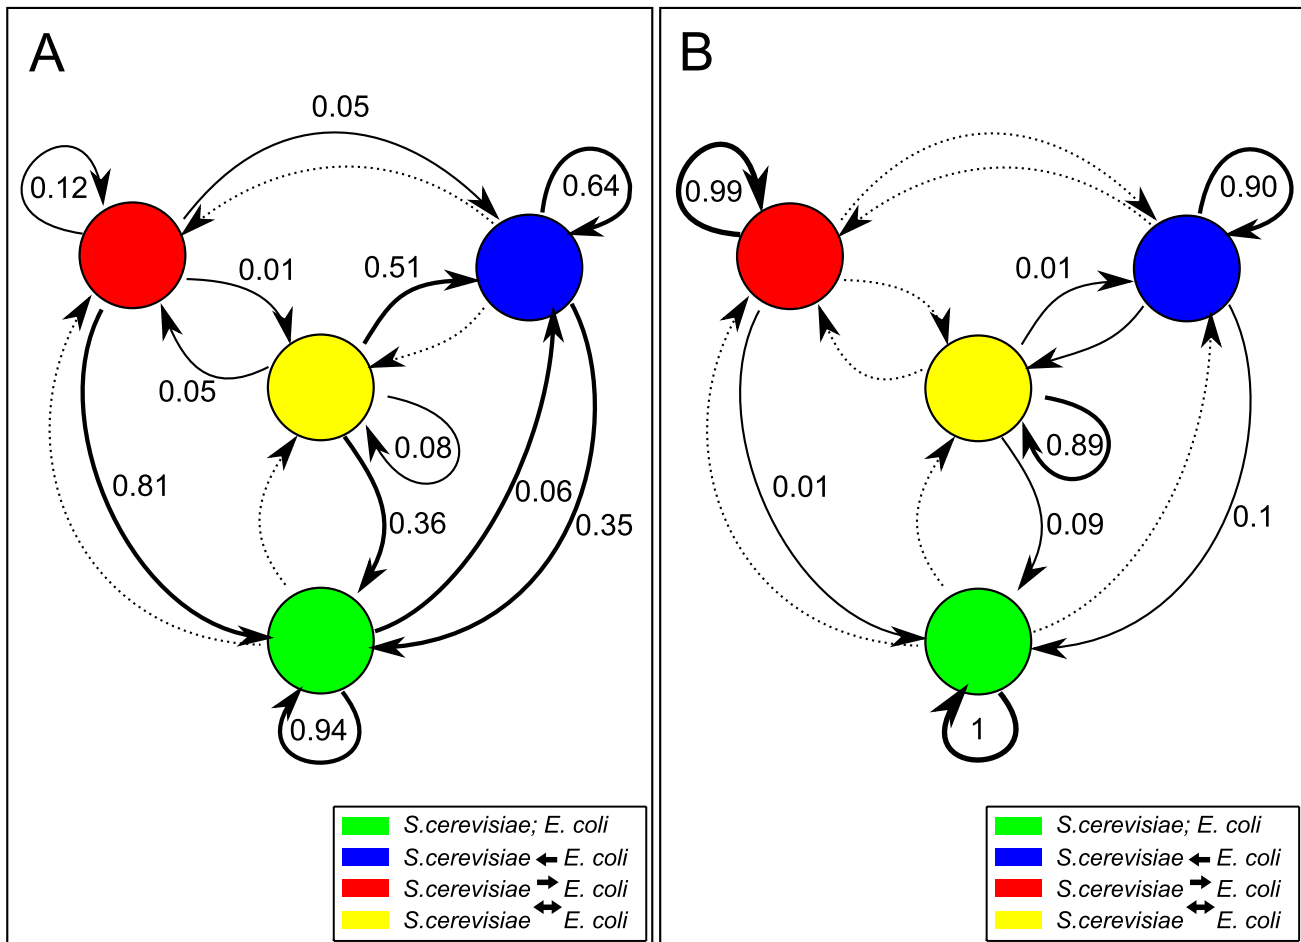 A
0.05
0.12
0.64
0.01
0.51
0.05
0.08
0.81
0.06
0.36
0.35
0.94
S.cerevisiae; E. coli
S.cerevisiae E. coli
S.cerevisiae E. coli
S.cerevisiae E. coli
B
0.99
0.90
0.01
0.89
0.01
0.09
0.1
1
S.cerevisiae; E. coli
S.cerevisiae E. coli
S.cerevisiae E. coli
S.cerevisiae E. coli